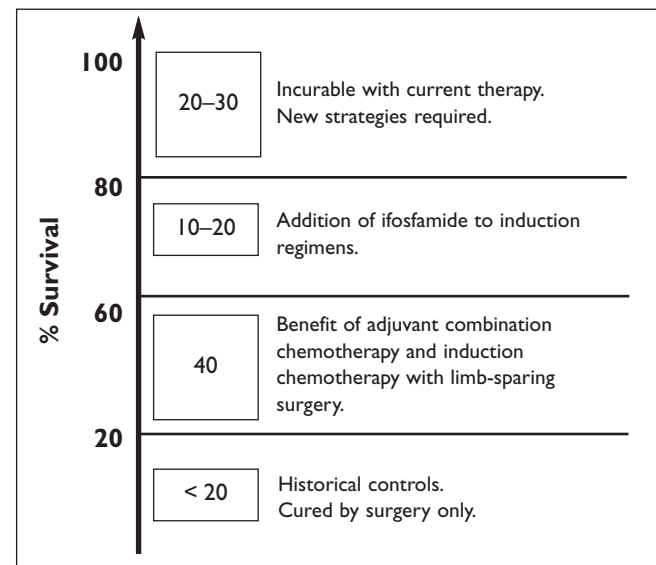 100
20–30
Incurable with current therapy.
New strategies required.
80
10–20
Addition of ifosfamide to induction
regimens.
60
% Survival
40
Benefit of adjuvant combination
chemotherapy and induction
chemotherapy with limb-sparing
surgery.
20
< 20
Historical controls.
Cured by surgery only.